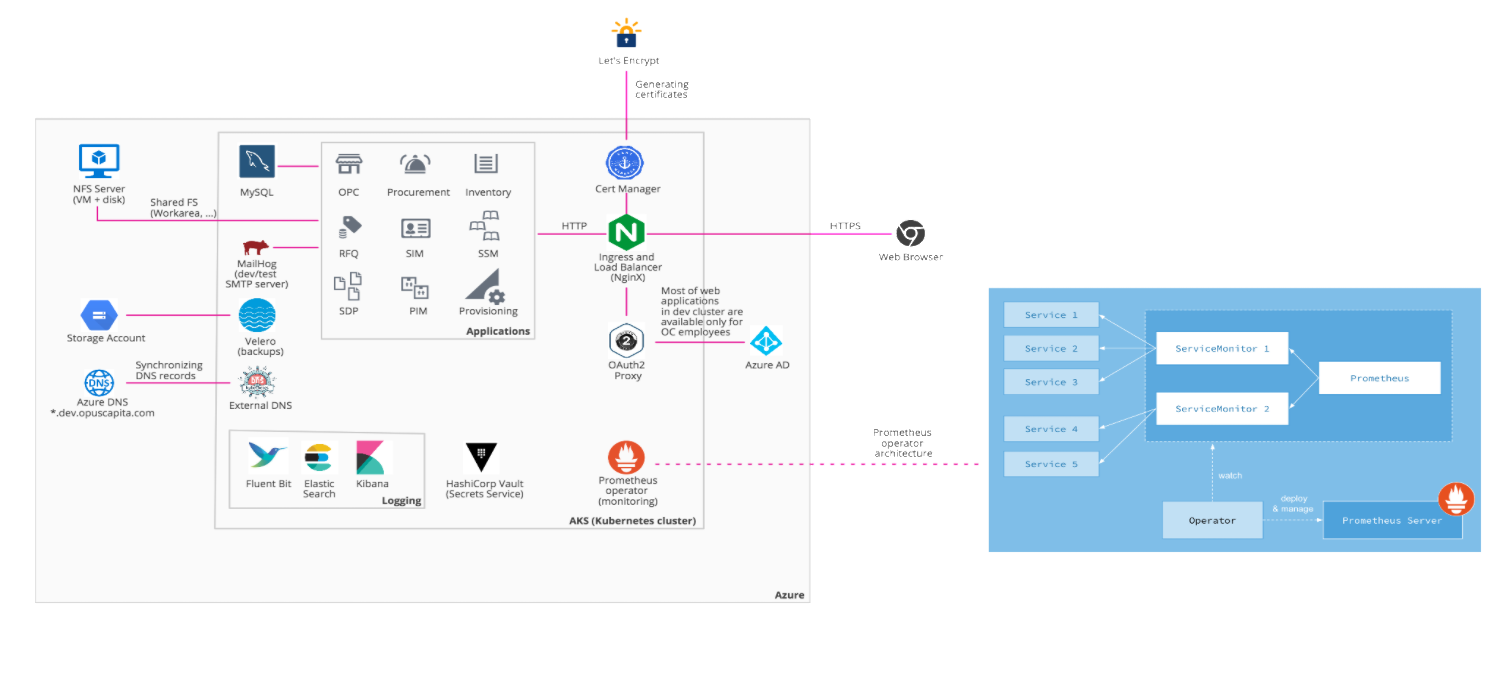 Let's Encrypt
Generating
certificates
NFS Server
(VM + disk)
Shared FS
(Workarea, ...)
MySQL
OPC
Procurement
Inventory
Cert Manager
RFQ
SIM
SSM
HTTP
HTTPS
Web Browser
Ingress and
Load Balancer
(NginX)
MailHog
(dev/test
SMTP server)
SDP
PIM
Provisioning
Applications
Most of web
applications
in dev cluster are
available only for
OC employees
Storage Account
Velero
(backups)
2
OAuth2
Proxy
Azure AD
Synchronizing
DNS records
DNS
Azure DNS
*.dev.opuscapita.com
DNS
External DNS
Fluent Bit
Elastic
Search
Kibana
Logging
HashiCorp Vault
(Secrets Service)
Prometheus
operator
(monitoring)
AKS (Kubernetes cluster)
Azure
Prometheus
operator
architecture
Service 1
Service 2
Service 3
Service 4
Service 5
ServiceMonitor 1
ServiceMonitor 2
Prometheus
watch
Operator
deploy
& manage
Prometheus Server